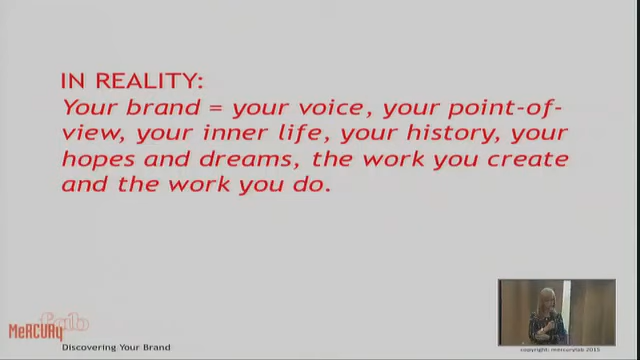 IN REALITY:
Your brand = your voice, your point-of-
view, your inner life, your history, your
hopes and dreams, the work you create
and the work you do.
MeRCURy lab
Discovering Your Brand
copyright: mercurylab 2015